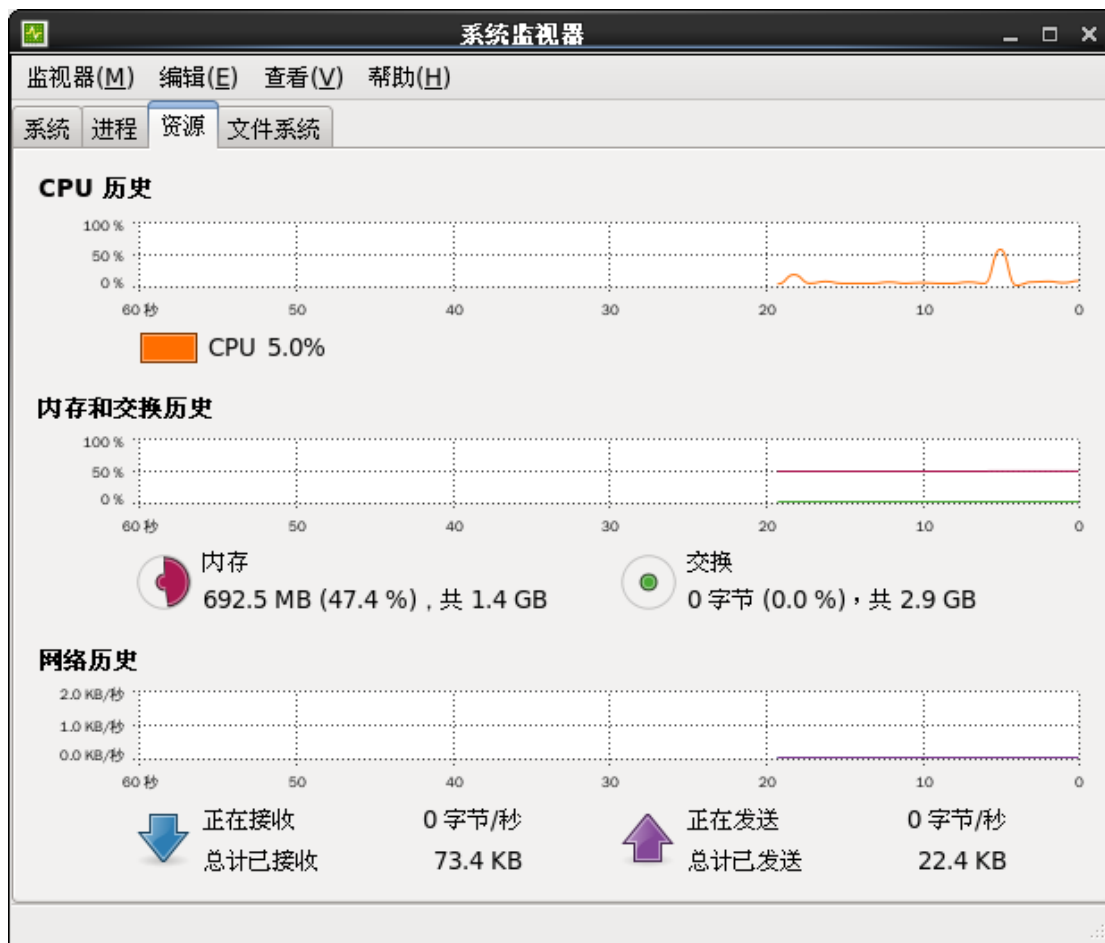 系统监视器
监视器(M) 编辑(E) 查看(V) 帮助(H)
系统 进程 资源 文件系统
CPU 历史
100 %
50 %
0 %
60 秒 50 40 30 20 10 0
CPU 5.0%
内存和交换历史
100 %
50 %
0 %
60 秒 50 40 30 20 10 0
内存 交换
692.5 MB (47.4 %) , 共 1.4 GB 0 字节 (0.0 %),共 2.9 GB
网络历史
2.0 KB/秒
1.0 KB/秒
0.0 KB/秒
60 秒 50 40 30 20 10 0
正在接收 0 字节/秒 正在发送 0 字节/秒
总计已接收 73.4 KB 总计已发送 22.4 KB